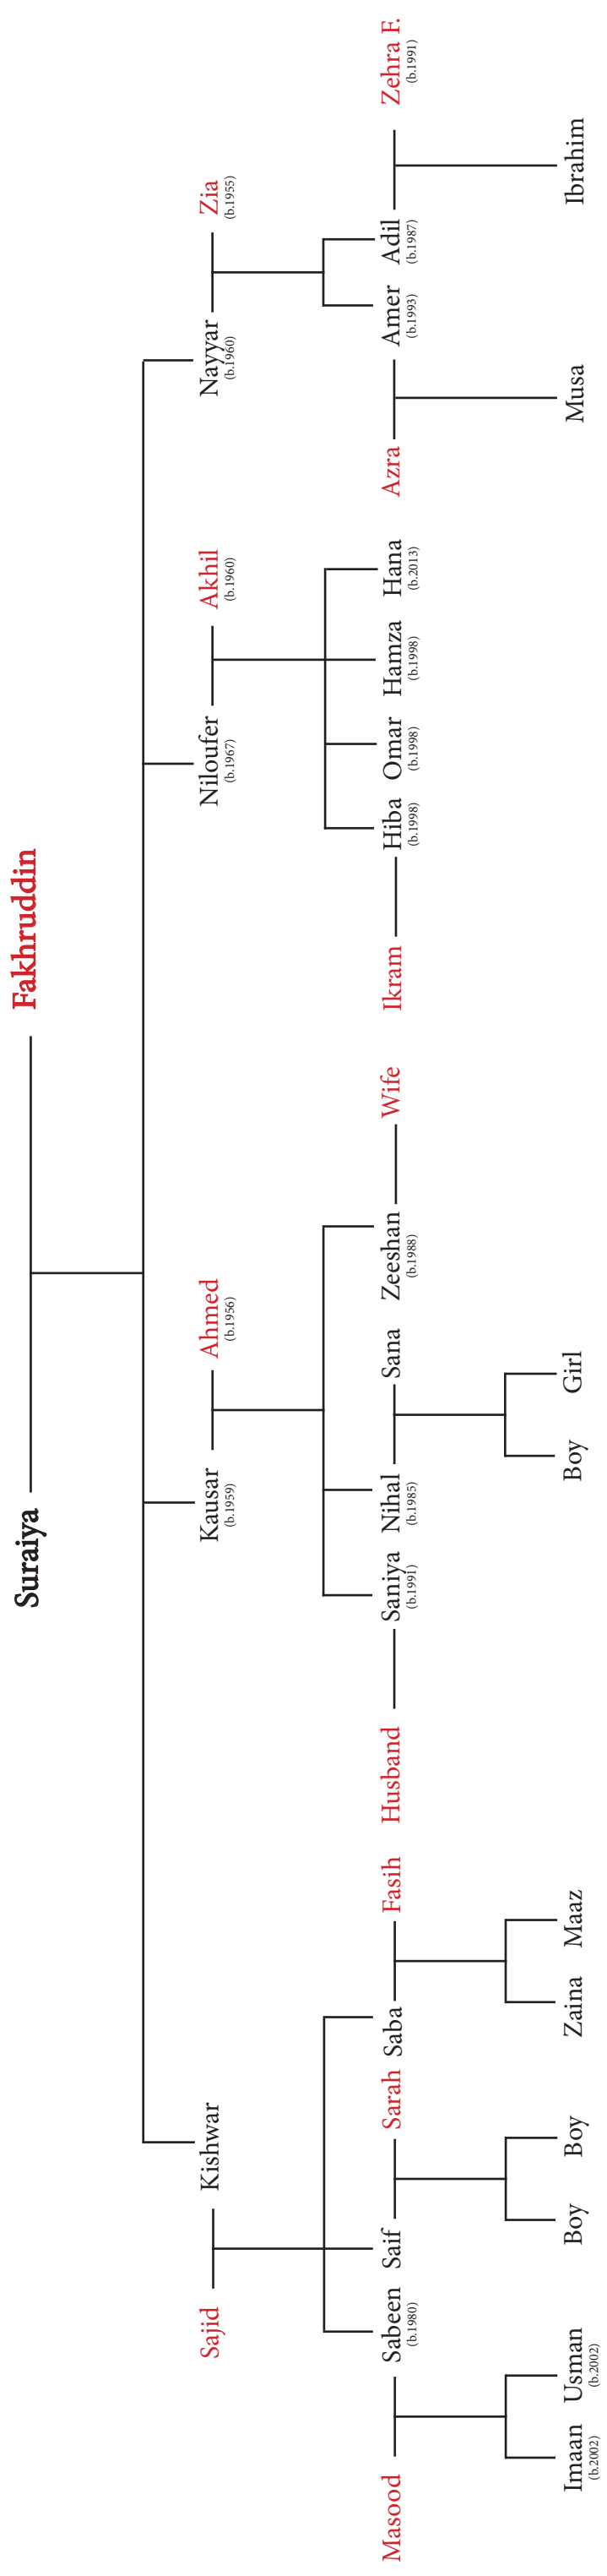 Suraiya Fakhruddin
Sajid Kishwar Kausar Ahmed Niloufer Akhil Nayyar Zia
(b.1959) (b.1956) (b.1967) (b.1960) (b.1960) (b.1955)
Masood Sabeen Saif Sarah Saba Fasih Husband Saniya Nihal Sana Zeeshan Wife Ikram Hiba Omar Hamza Hana Azra Amer Adil Zehra F.
(b.1980) (b.1991) (b.1985) (b.1988) (b.1998) (b.1998) (b.1998) (b.2013) (b.1993) (b.1987) (b.1991)
Imaan Usman Boy Boy Zaina Maaz Boy Girl Musa Ibrahim
(b.2002) (b.2002)